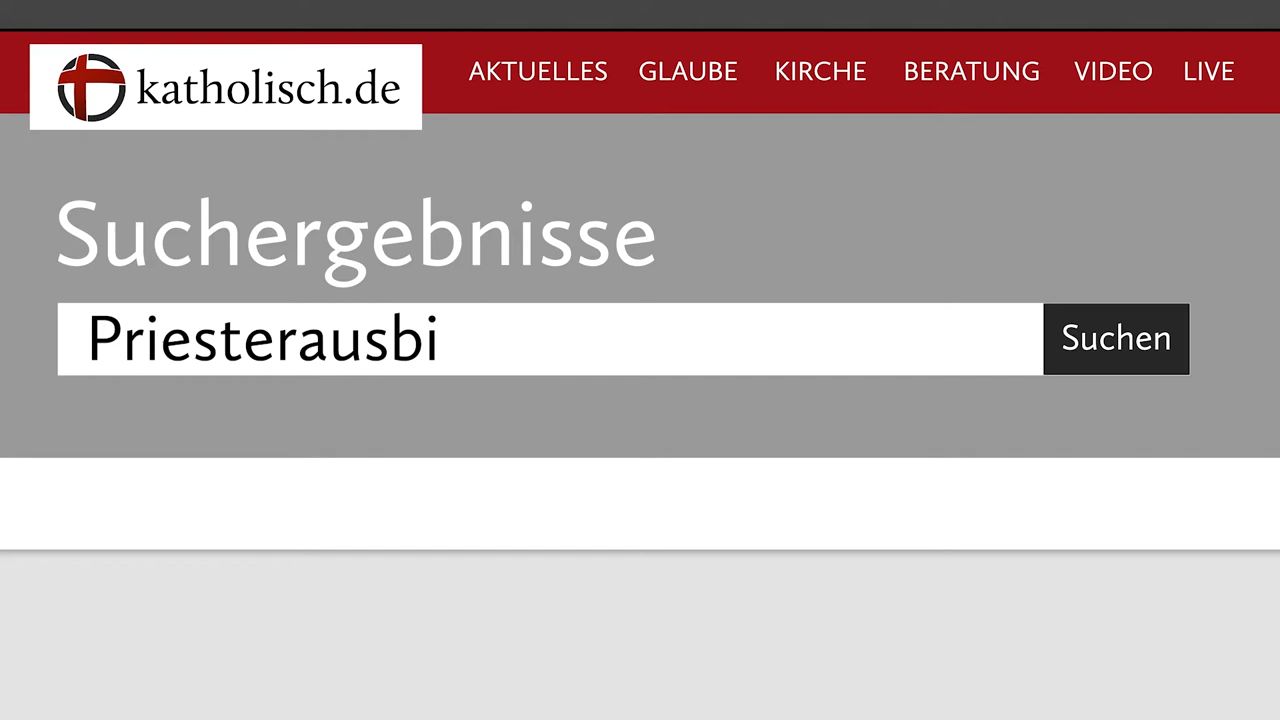 katholisch.de
AKTUELLES GLAUBE KIRCHE BERATUNG VIDEO LIVE
Suchergebnisse
Priesterausbi
Suchen